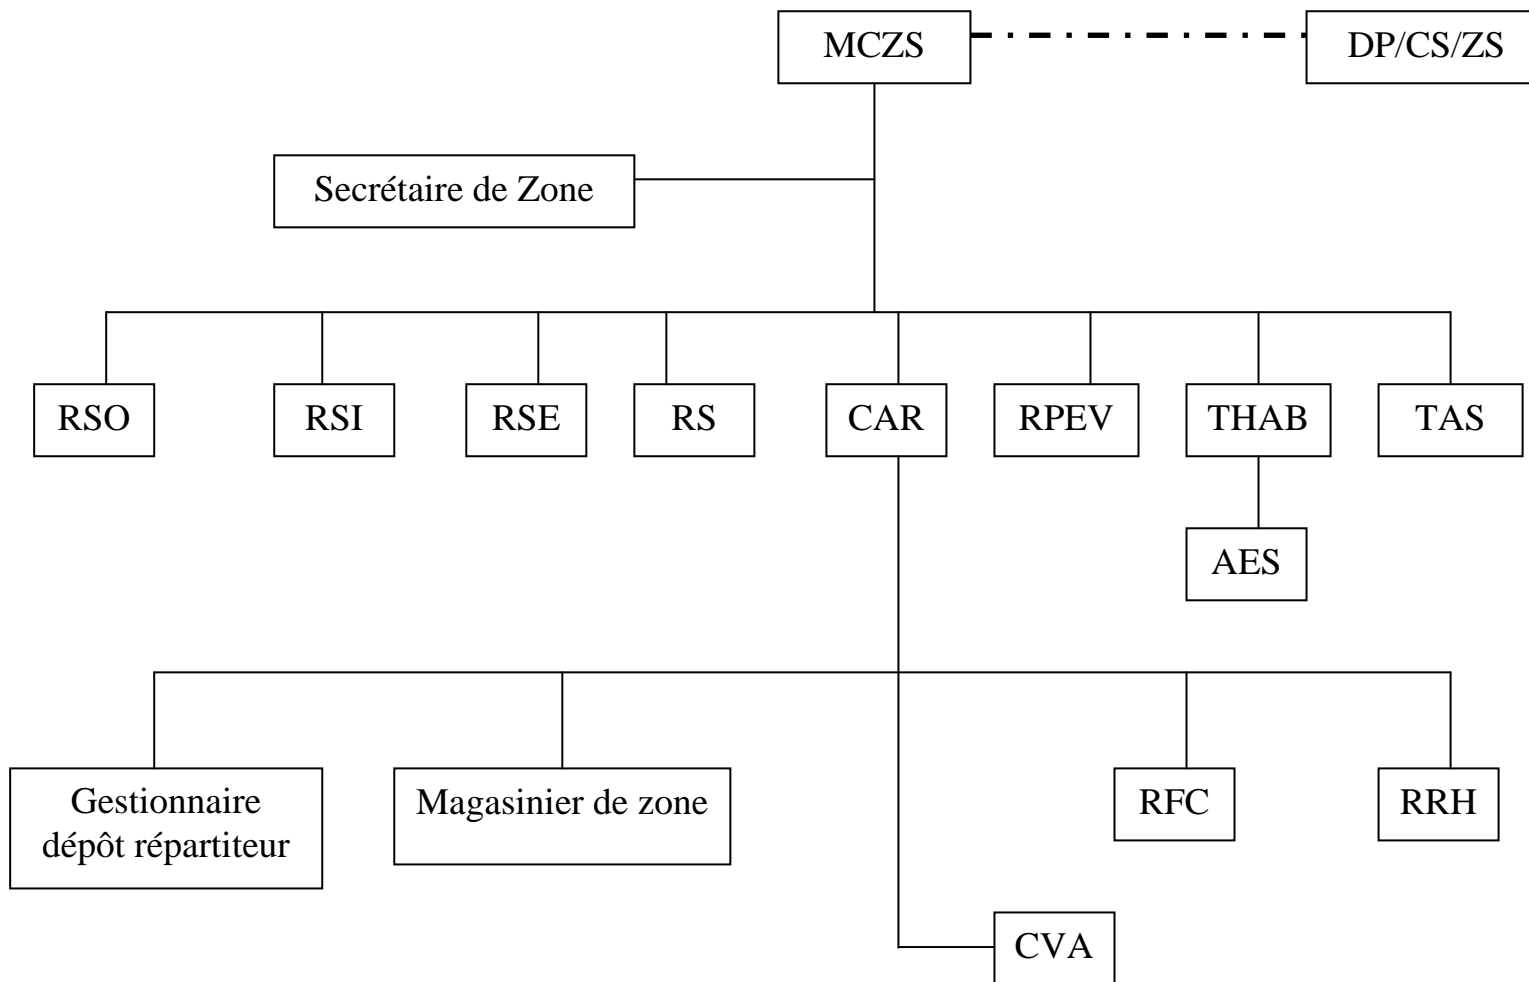 MCZS
DP/CS/ZS
Secrétaire de Zone
RSO
RSI
RSE
RS
CAR
RPEV
THAB
TAS
AES
Gestionnaire
dépôt répartiteur
Magasinier de zone
RFC
RRH
CVA